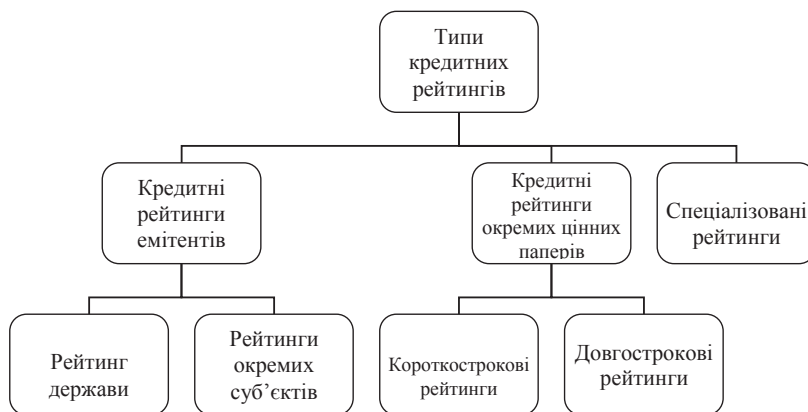 Типи
кредитних
рейтингів
Кредитні
рейтинги
емітентів
Кредитні
рейтинги
окремих цінних
паперів
Спеціалізовані
рейтинги
Рейтинг
держави
Рейтинги
окремих
суб’єктів
Короткострокові
рейтинги
Довгострокові
рейтинги